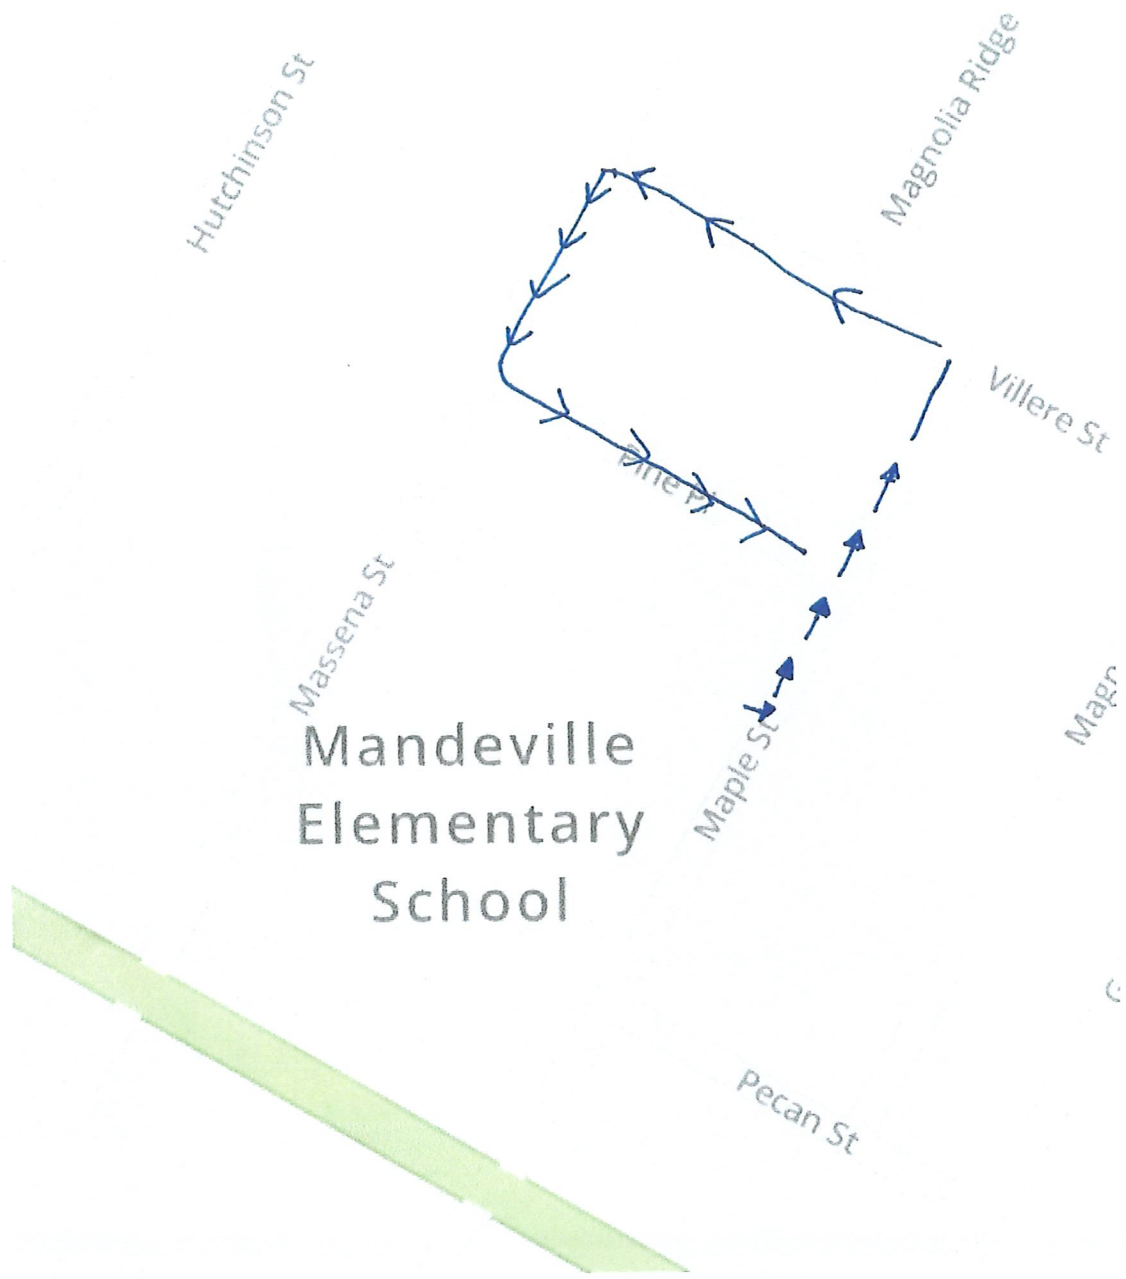 Magnolia Ridge
Hutchinson St
Villere St
Massena St
Mandeville
Elementary
School
Maple St
Pecan St